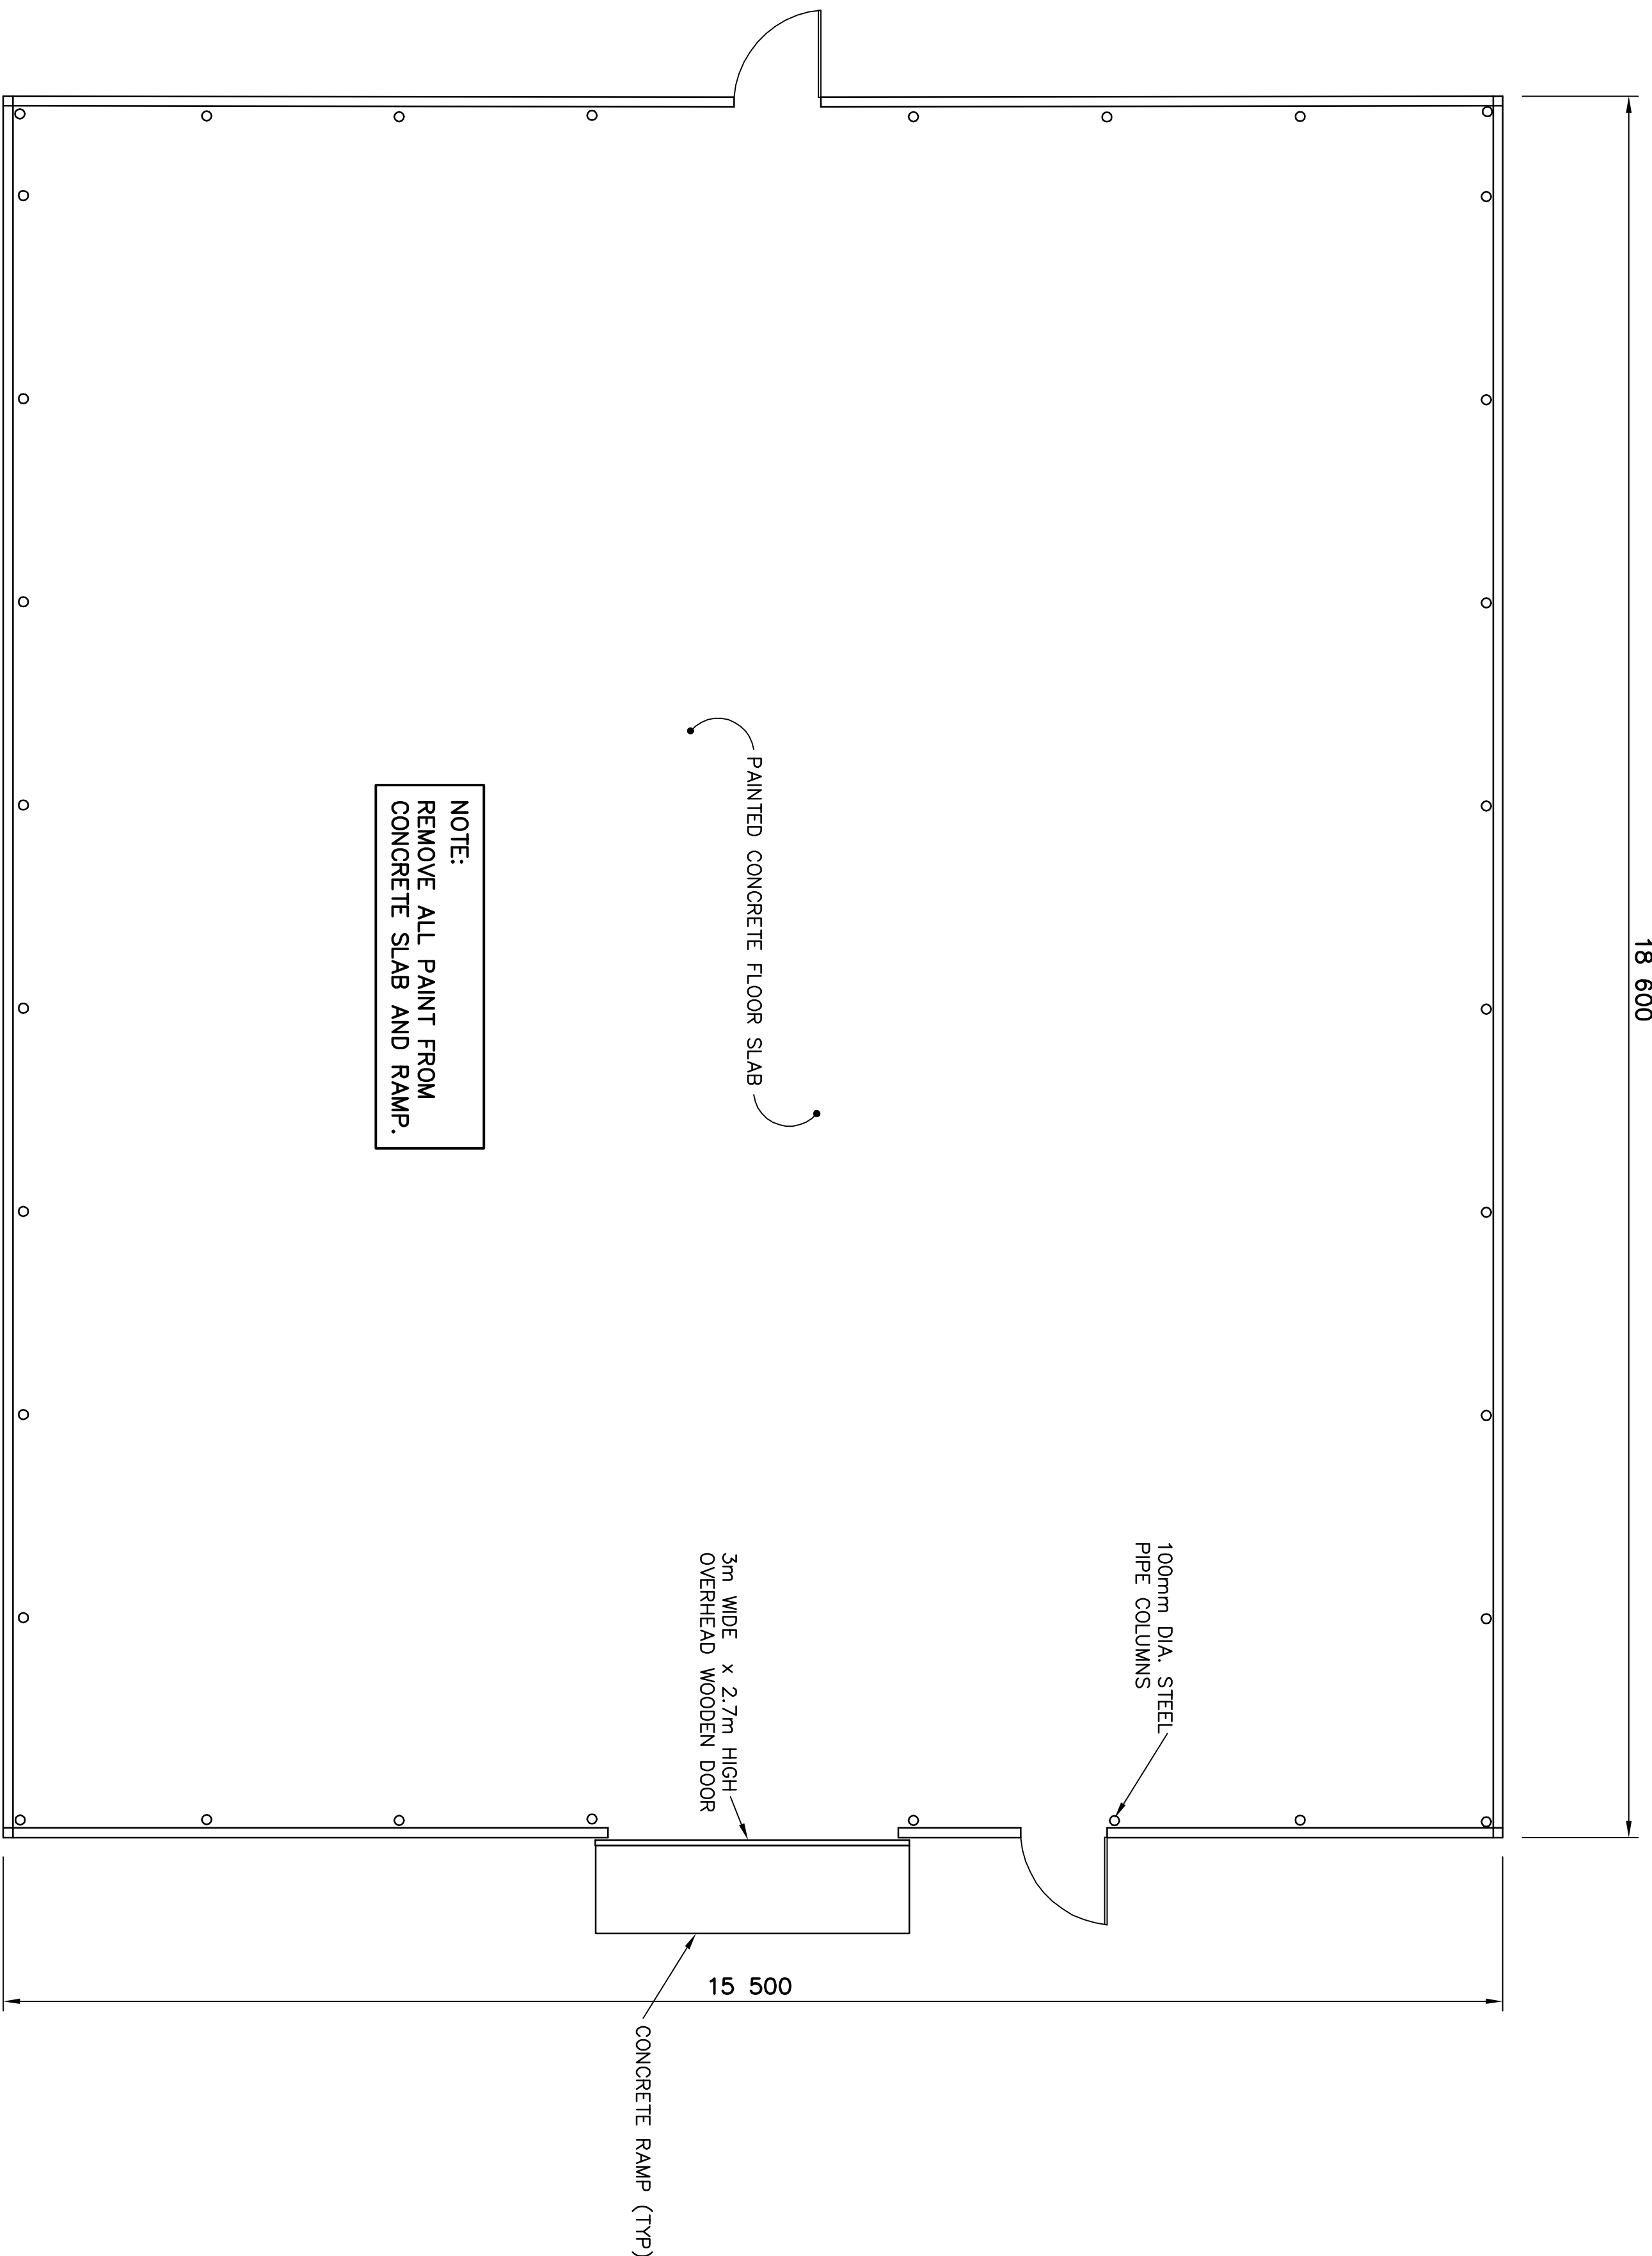 18 600
100mm DIA. STEEL
PIPE COLUMNS
PAINTED CONCRETE FLOOR SLAB
3m WIDE x 2.7m HIGH
OVERHEAD WOODEN DOOR
15 500
CONCRETE RAMP (TYP)
NOTE:
REMOVE ALL PAINT FROM
CONCRETE SLAB AND RAMP.